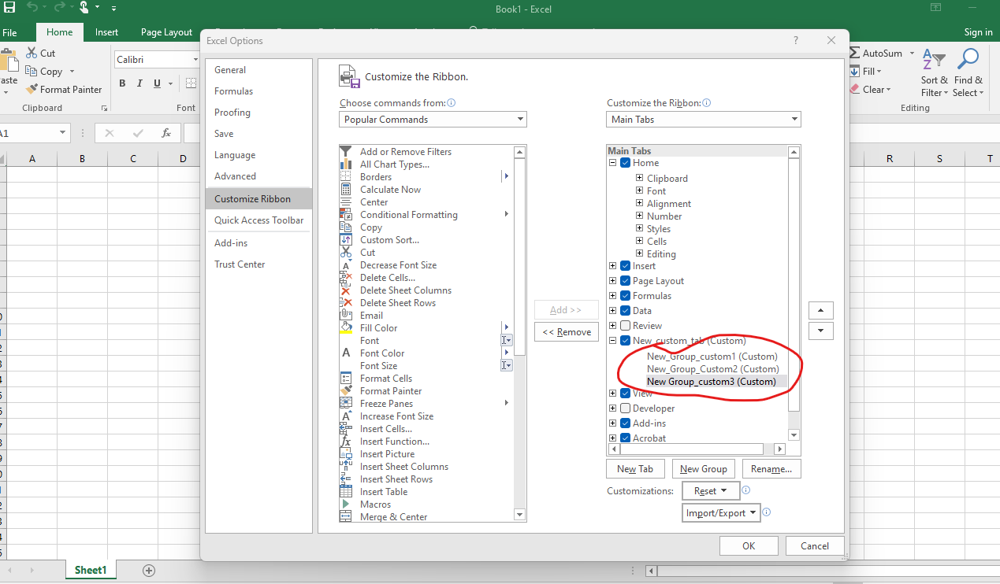 Book1 - Excel
File Home Insert Page Layout Sign in
Cut
Copy
Format Painter
Clipboard
Calibri
B I U
Font
AutoSum
Fill
Clear
Sort & Filter
Find & Select
Editing
fx
A B C D R S T
Excel Options
General
Formulas
Proofing
Save
Language
Advanced
Customize Ribbon
Quick Access Toolbar
Add-ins
Trust Center
Customize the Ribbon.
Choose commands from:
Popular Commands
Add or Remove Filters
All Chart Types...
Borders
Calculate Now
Center
Conditional Formatting
Copy
Custom Sort...
Cut
Decrease Font Size
Delete Cells...
Delete Sheet Columns
Delete Sheet Rows
Email
Fill Color
Font
Font Color
Font Size
Format Cells
Format Painter
Freeze Panes
Increase Font Size
Insert Cells...
Insert Function...
Insert Picture
Insert Sheet Columns
Insert Sheet Rows
Insert Table
Macros
Merge & Center
Add >>
<< Remove
Customize the Ribbon:
Main Tabs
Main Tabs
Home
Clipboard
Font
Alignment
Number
Styles
Cells
Editing
Insert
Page Layout
Formulas
Data
Review
New_custom_tab (Custom)
New_Group_custom1 (Custom)
New_Group_Custom2 (Custom)
New Group_custom3 (Custom)
View
Developer
Add-ins
Acrobat
New Tab New Group Rename...
Customizations: Reset
Import/Export
OK Cancel
Sheet1